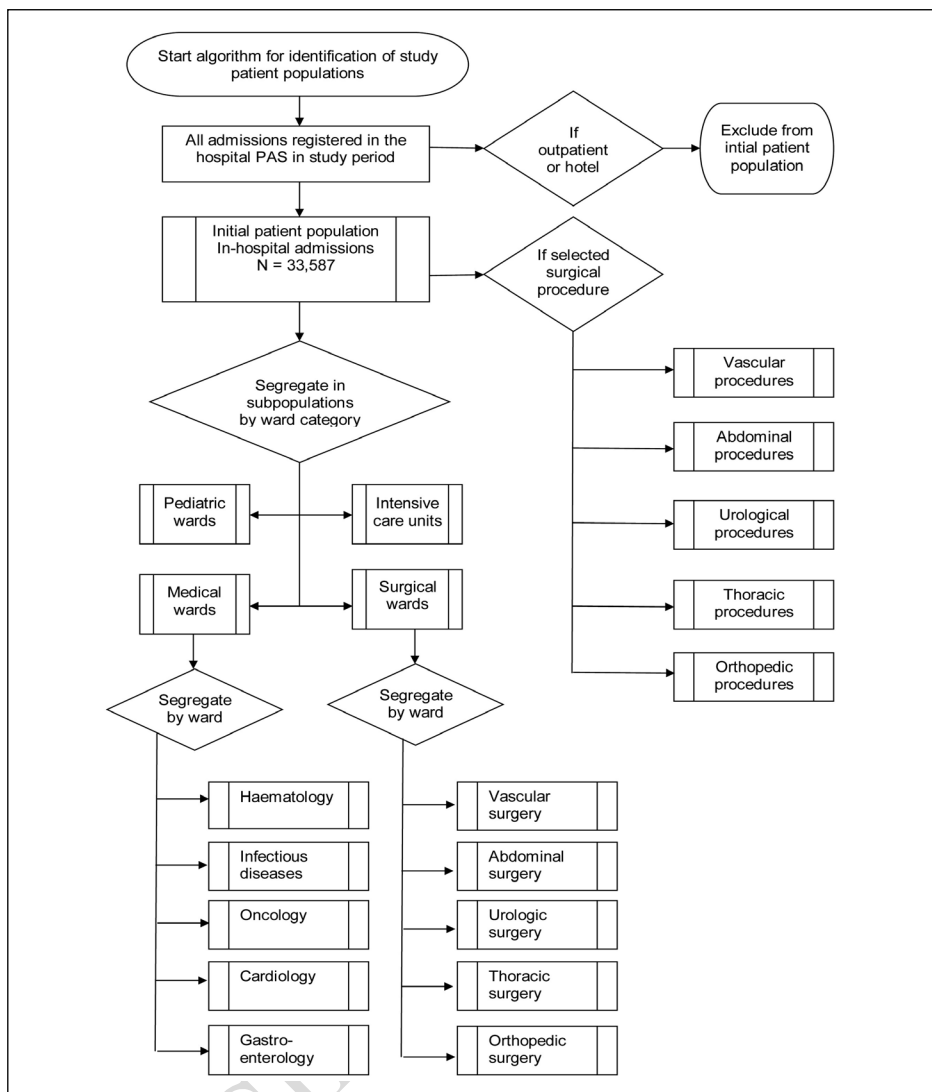 Start algorithm for identification of study
patient populations
All admissions registered in the
hospital PAS in study period
If
outpatient
or hotel
Exclude from
intial patient
population
Initial patient population
In-hospital admissions
N = 33,587
If selected
surgical
procedure
Segregate in
subpopulations
by ward category
Vascular
procedures
Abdominal
procedures
Urological
procedures
Thoracic
procedures
Orthopedic
procedures
Pediatric
wards
Intensive
care units
Medical
wards
Surgical
wards
Segregate
by ward
Segregate
by ward
Haematology
Infectious
diseases
Oncology
Cardiology
Gastro-
enterology
Vascular
surgery
Abdominal
surgery
Urologic
surgery
Thoracic
surgery
Orthopedic
surgery